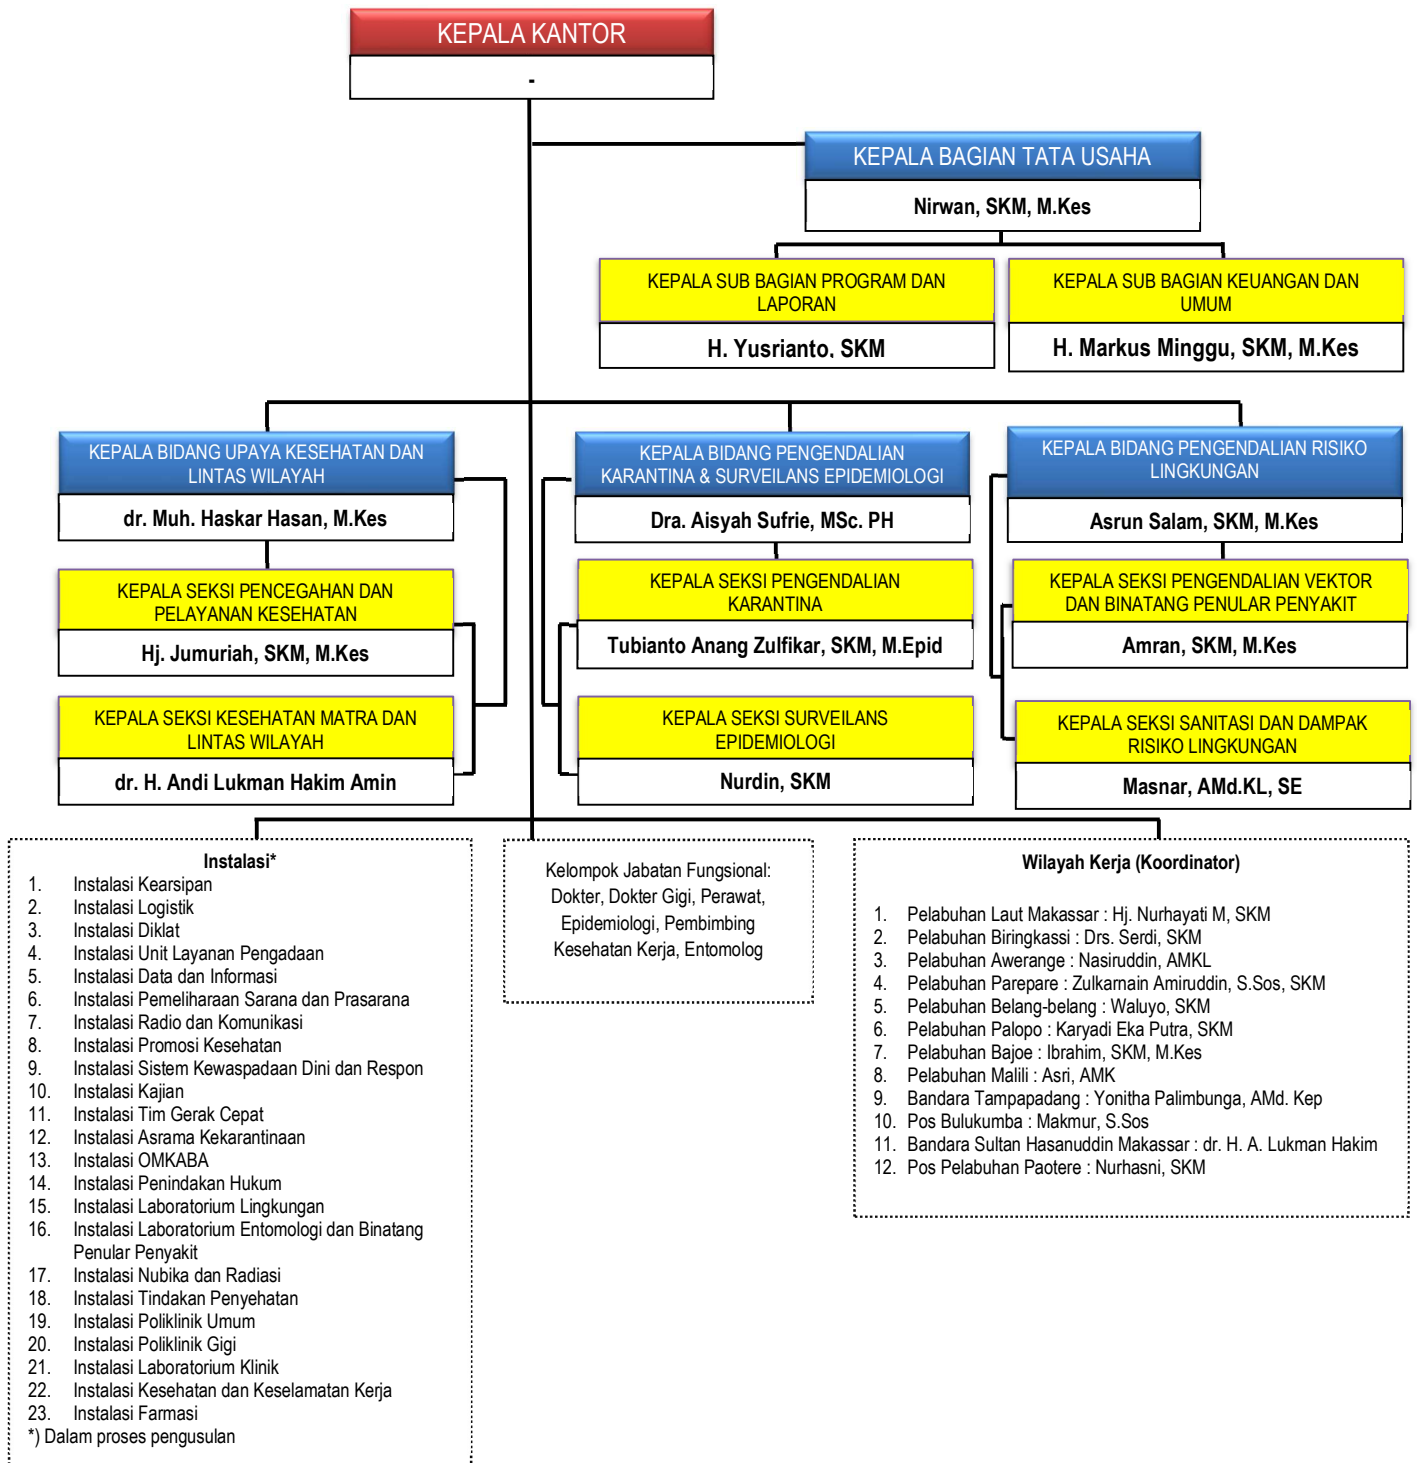 KEPALA KANTOR
-
KEPALA BAGIAN TATA USAHA
Nirwan, SKM, M.Kes
KEPALA SUB BAGIAN PROGRAM DAN
LAPORAN
H. Yusrianto, SKM
KEPALA SUB BAGIAN KEUANGAN DAN
UMUM
H. Markus Minggu, SKM, M.Kes
KEPALA BIDANG UPAYA KESEHATAN DAN
LINTAS WILAYAH
dr. Muh. Haskar Hasan, M.Kes
KEPALA SEKSI PENCEGAHAN DAN
PELAYANAN KESEHATAN
Hj. Jumuriah, SKM, M.Kes
KEPALA SEKSI KESEHATAN MATRA DAN
LINTAS WILAYAH
dr. H. Andi Lukman Hakim Amin
KEPALA BIDANG PENGENDALIAN
KARANTINA & SURVEILANS EPIDEMIOLOGI
Dra. Aisyah Sufrie, MSc. PH
KEPALA SEKSI PENGENDALIAN
KARANTINA
Tubianto Anang Zulfikar, SKM, M.Epid
KEPALA SEKSI SURVEILANS
EPIDEMIOLOGI
Nurdin, SKM
KEPALA BIDANG PENGENDALIAN RISIKO
LINGKUNGAN
Asrun Salam, SKM, M.Kes
KEPALA SEKSI PENGENDALIAN VEKTOR
DAN BINATANG PENULAR PENYAKIT
Amran, SKM, M.Kes
KEPALA SEKSI SANITASI DAN DAMPAK
RISIKO LINGKUNGAN
Masnar, AMd.KL, SE
Instalasi*
1. Instalasi Kearsipan
2. Instalasi Logistik
3. Instalasi Diklat
4. Instalasi Unit Layanan Pengadaan
5. Instalasi Data dan Informasi
6. Instalasi Pemeliharaan Sarana dan Prasarana
7. Instalasi Radio dan Komunikasi
8. Instalasi Promosi Kesehatan
9. Instalasi Sistem Kewaspadaan Dini dan Respon
10. Instalasi Kajian
11. Instalasi Tim Gerak Cepat
12. Instalasi Asrama Kekarantinaan
13. Instalasi OMKABA
14. Instalasi Penindakan Hukum
15. Instalasi Laboratorium Lingkungan
16. Instalasi Laboratorium Entomologi dan Binatang
Penular Penyakit
17. Instalasi Nubika dan Radiasi
18. Instalasi Tindakan Penyehatan
19. Instalasi Poliklinik Umum
20. Instalasi Poliklinik Gigi
21. Instalasi Laboratorium Klinik
22. Instalasi Kesehatan dan Keselamatan Kerja
23. Instalasi Farmasi
*) Dalam proses pengusulan
Kelompok Jabatan Fungsional:
Dokter, Dokter Gigi, Perawat,
Epidemiologi, Pembimbing
Kesehatan Kerja, Entomolog
Wilayah Kerja (Koordinator)
1. Pelabuhan Laut Makassar : Hj. Nurhayati M, SKM
2. Pelabuhan Biringkassi : Drs. Serdi, SKM
3. Pelabuhan Awerange : Nasiruddin, AMKL
4. Pelabuhan Parepare : Zulkarnain Amiruddin, S.Sos, SKM
5. Pelabuhan Belang-belang : Waluyo, SKM
6. Pelabuhan Palopo : Karyadi Eka Putra, SKM
7. Pelabuhan Bajoe : Ibrahim, SKM, M.Kes
8. Pelabuhan Malili : Asri, AMK
9. Bandara Tampapadang : Yonitha Palimbunga, AMd. Kep
10. Pos Bulukumba : Makmur, S.Sos
11. Bandara Sultan Hasanuddin Makassar : dr. H. A. Lukman Hakim
12. Pos Pelabuhan Paotere : Nurhasni, SKM